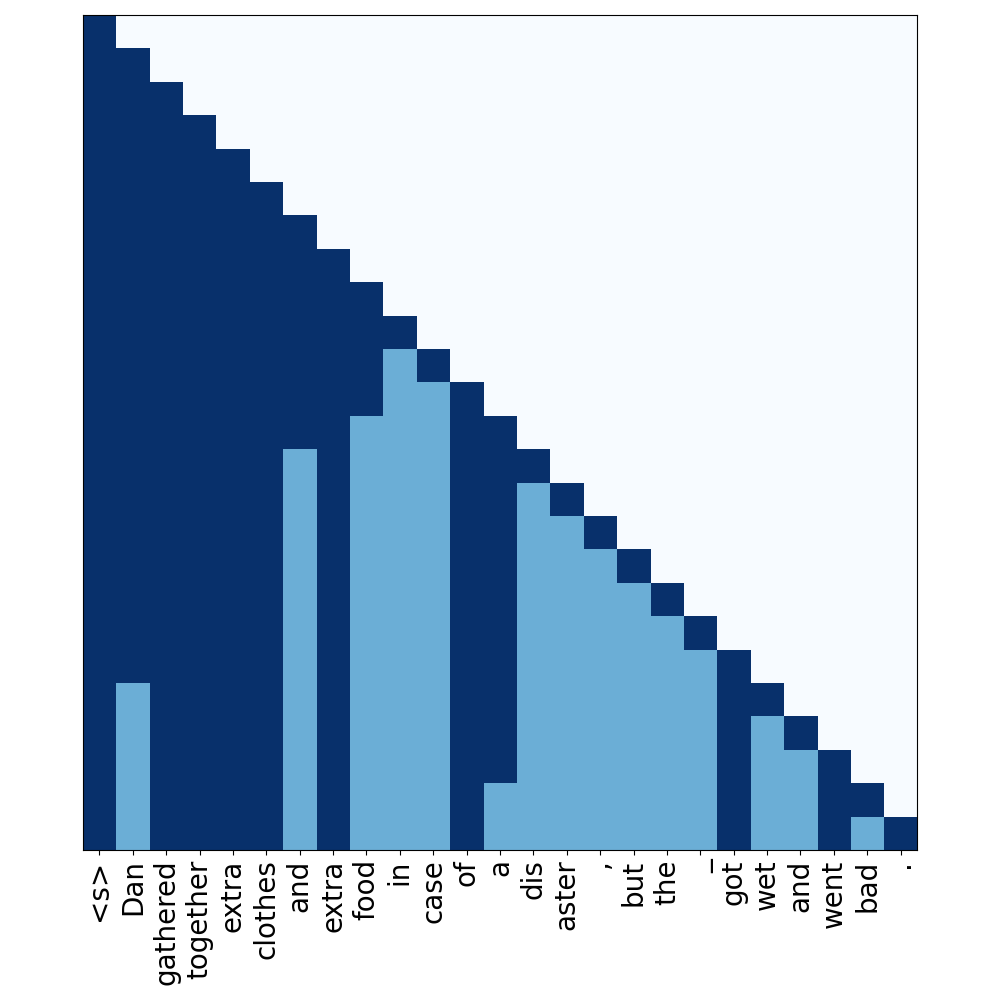 <s> Dan gathered together extra clothes and extra food in case of a dis aster , but the _ got wet and went bad .